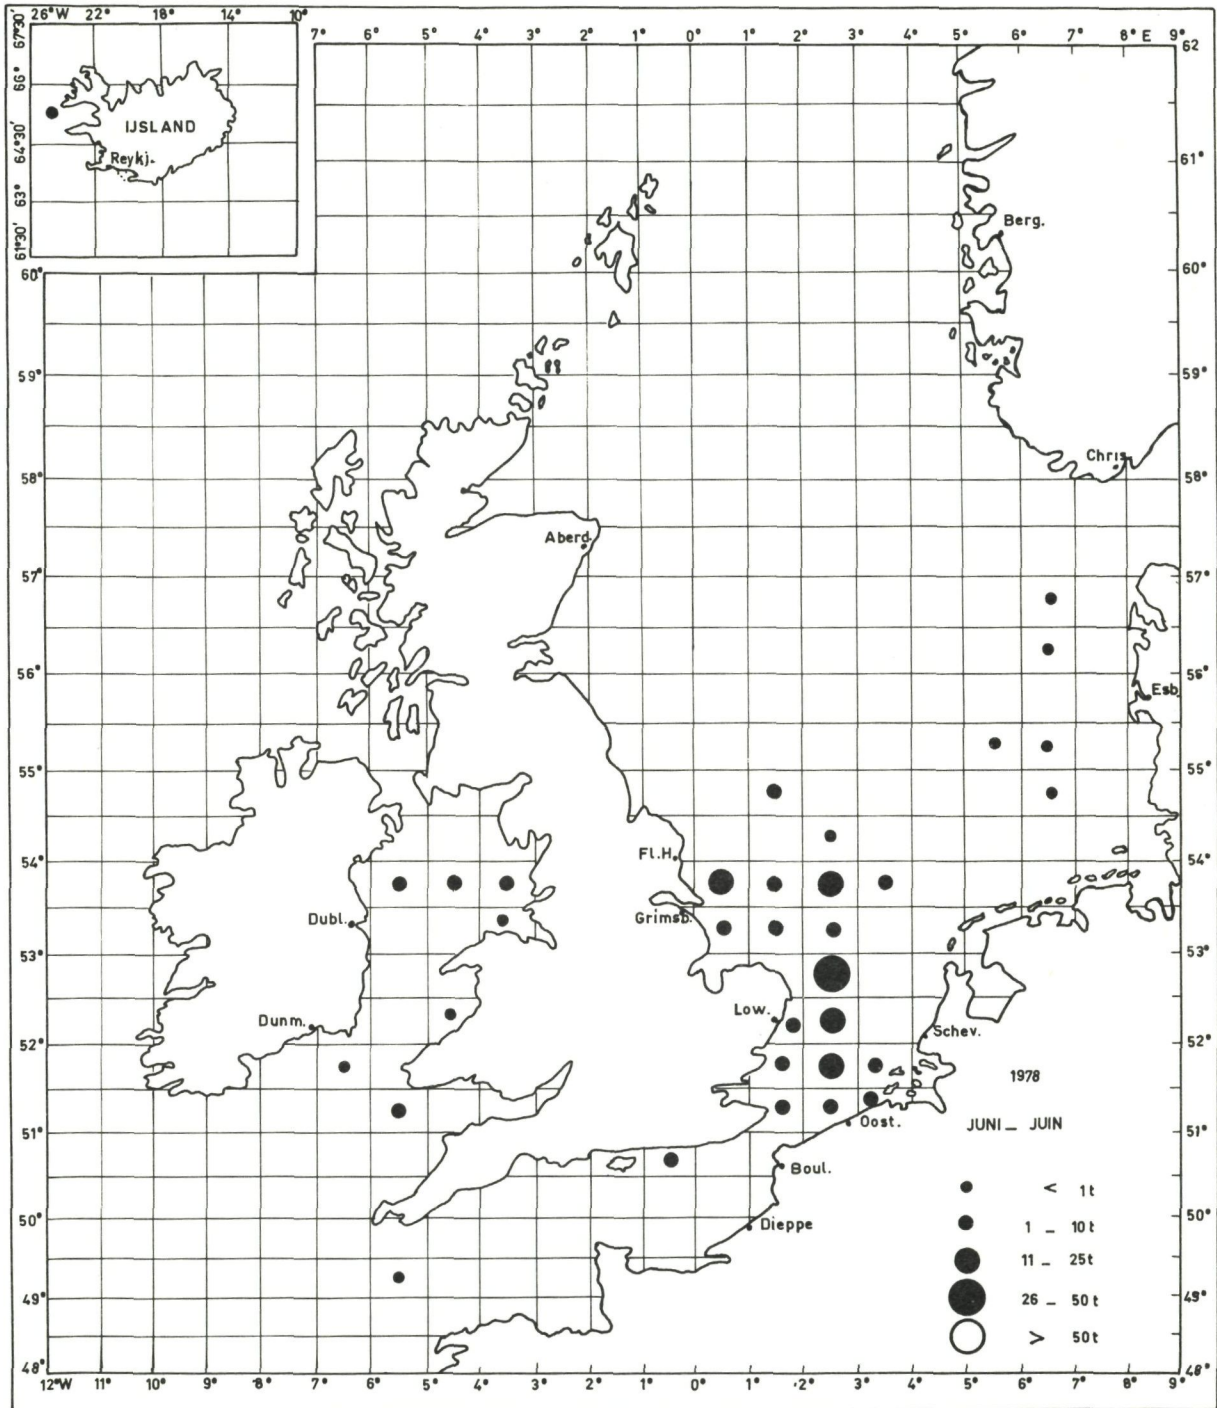 26°W 22° 18° 14° 10°
67°30'
66°
64°30'
63°
61°30'
IJSLAND
Reykj.
7° 6° 5° 4° 3° 2° 1° 0° 1° 2° 3° 4° 5° 6° 7° 8° E 9°
62
61°
60° 60°
59° 59°
58° 58°
57° 57°
56° 56°
55° 55°
54° 54°
53° 53°
52° 52°
51° 51°
50° 50°
49° 49°
48° 48°
Berg.
Chris
Aberd.
Esb
Fl.H.
Dubl.
Grimsb.
Dunm.
Low.
Schev.
Oost.
Boul.
Dieppe
1978
JUNI _ JUIN
< 1t
1 _ 10t
11 _ 25t
26 _ 50t
> 50t
12°W 11° 10° 9° 8° 7° 6° 5° 4° 3° 2° 1° 0° 1° 2° 3° 4° 5° 6° 7° 8° 9°